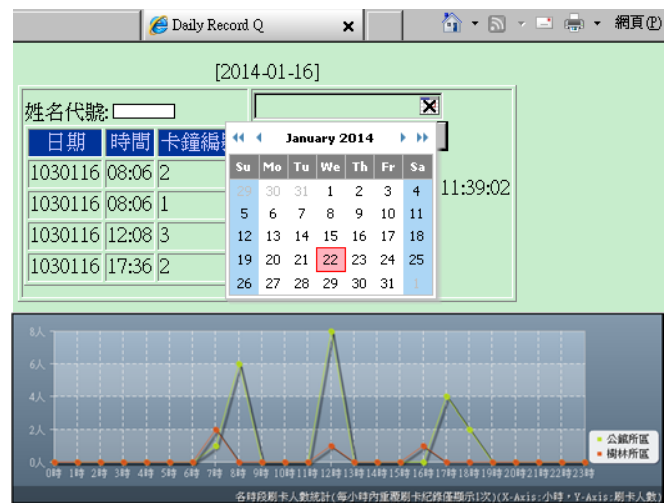 Daily Record Q
網頁(P)
[2014-01-16]
姓名代號:
日期 時間 卡鐘編號
1030116 08:06 2
1030116 08:06 1
1030116 12:08 3
1030116 17:36 2
11:39:02
January 2014
Su Mo Tu We Th Fr Sa
29 30 31 1 2 3 4
5 6 7 8 9 10 11
12 13 14 15 16 17 18
19 20 21 22 23 24 25
26 27 28 29 30 31 1
8人
6人
4人
2人
0人
0時 1時 2時 3時 4時 5時 6時 7時 8時 9時 10時 11時 12時 13時 14時 15時 16時 17時 18時 19時 20時 21時 22時 23時
公館所區
樹林所區
各時段刷卡人數統計(每小時內重覆刷卡紀錄僅顯示1次)(X-Axis:小時，Y-Axis:刷卡人數)